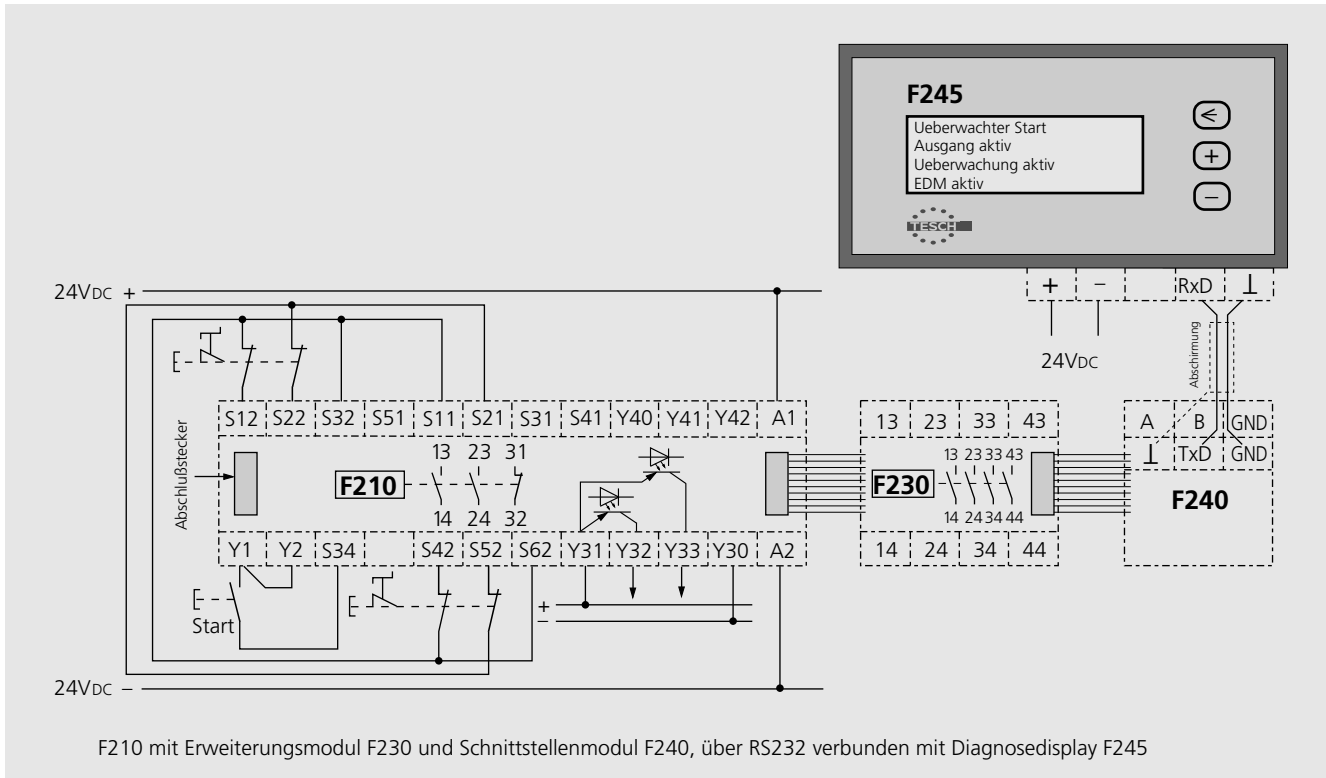 F245
Ueberwachter Start
Ausgang aktiv
Ueberwachung aktiv
EDM aktiv
TESCH
+ − RxD ⊥
24VDC
Abschirmung
24VDC +
S12 S22 S32 S51 S11 S21 S31 S41 Y40 Y41 Y42 A1
13 23 33 43
A B GND
⊥ TxD GND
F240
Abschlußstecker
F210
13 23 31
14 24 32
F230
13 23 33 43
14 24 34 44
Y1 Y2 S34 S42 S52 S62 Y31 Y32 Y33 Y30 A2
14 24 34 44
Start
+
−
24VDC −
F210 mit Erweiterungsmodul F230 und Schnittstellenmodul F240, über RS232 verbunden mit Diagnosedisplay F245